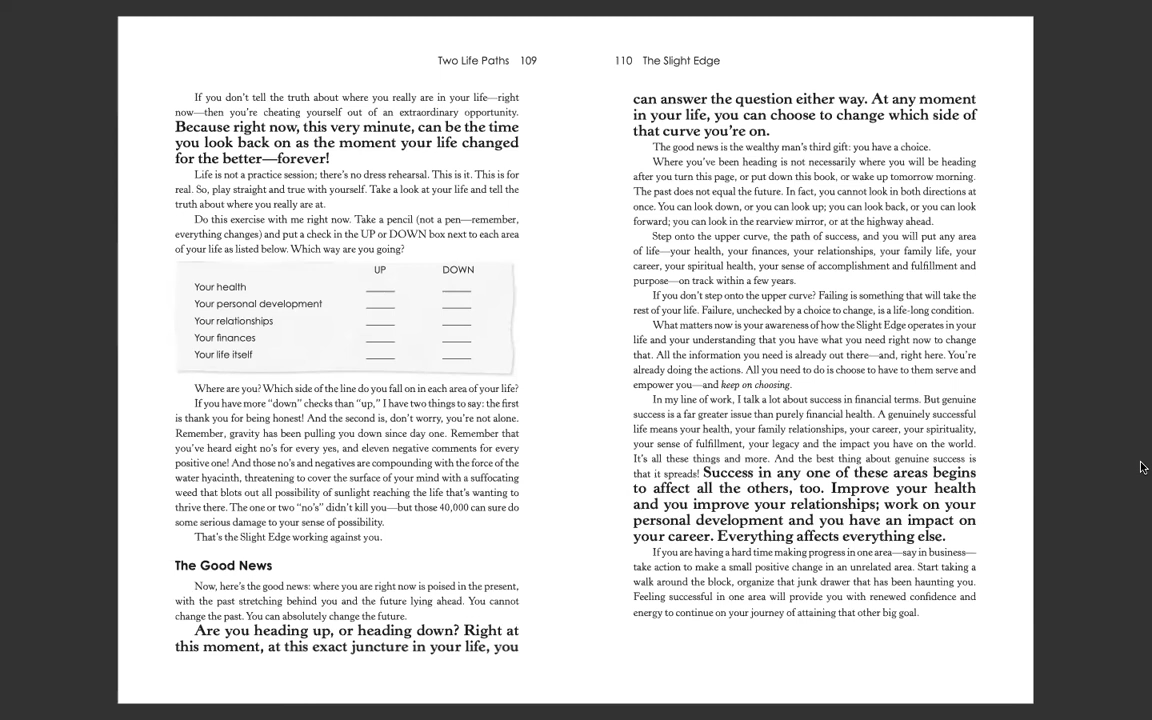 Two Life Paths 109
If you don't tell the truth about where you really are in your life—right
now—then you're cheating yourself out of an extraordinary opportunity.
Because right now, this very minute, can be the time
you look back on as the moment your life changed
for the better—forever!
Life is not a practice session; there's no dress rehearsal. This is it. This is for
real. So, play straight and true with yourself. Take a look at your life and tell the
truth about where you really are at.
Do this exercise with me right now. Take a pencil (not a pen—remember,
everything changes) and put a check in the UP or DOWN box next to each area
of your life as listed below. Which way are you going?
UP DOWN
Your health
Your personal development
Your relationships
Your finances
Your life itself
Where are you? Which side of the line do you fall on in each area of your life?
If you have more “down” checks than “up,” I have two things to say: the first
is thank you for being honest! And the second is, don't worry, you're not alone.
Remember, gravity has been pulling you down since day one. Remember that
you've heard eight no's for every yes, and eleven negative comments for every
positive one! And those no's and negatives are compounding with the force of the
water hyacinth, threatening to cover the surface of your mind with a suffocating
weed that blots out all possibility of sunlight reaching the life that's wanting to
thrive there. The one or two “no's” didn't kill you—but those 40,000 can sure do
some serious damage to your sense of possibility.
That's the Slight Edge working against you.
The Good News
Now, here's the good news: where you are right now is poised in the present,
with the past stretching behind you and the future lying ahead. You cannot
change the past. You can absolutely change the future.
Are you heading up, or heading down? Right at
this moment, at this exact juncture in your life, you
110 The Slight Edge
can answer the question either way. At any moment
in your life, you can choose to change which side of
that curve you're on.
The good news is the wealthy man's third gift: you have a choice.
Where you've been heading is not necessarily where you will be heading
after you turn this page, or put down this book, or wake up tomorrow morning.
The past does not equal the future. In fact, you cannot look in both directions at
once. You can look down, or you can look up; you can look back, or you can look
forward; you can look in the rearview mirror, or at the highway ahead.
Step onto the upper curve, the path of success, and you will put any area
of life—your health, your finances, your relationships, your family life, your
career, your spiritual health, your sense of accomplishment and fulfillment and
purpose—on track within a few years.
If you don't step onto the upper curve? Failing is something that will take the
rest of your life. Failure, unchecked by a choice to change, is a life-long condition.
What matters now is your awareness of how the Slight Edge operates in your
life and your understanding that you have what you need right now to change
that. All the information you need is already out there—and, right here. You're
already doing the actions. All you need to do is choose to have to them serve and
empower you—and keep on choosing.
In my line of work, I talk a lot about success in financial terms. But genuine
success is a far greater issue than purely financial health. A genuinely successful
life means your health, your family relationships, your career, your spirituality,
your sense of fulfillment, your legacy and the impact you have on the world.
It's all these things and more. And the best thing about genuine success is
that it spreads! Success in any one of these areas begins
to affect all the others, too. Improve your health
and you improve your relationships; work on your
personal development and you have an impact on
your career. Everything affects everything else.
If you are having a hard time making progress in one area—say in business—
take action to make a small positive change in an unrelated area. Start taking a
walk around the block, organize that junk drawer that has been haunting you.
Feeling successful in one area will provide you with renewed confidence and
energy to continue on your journey of attaining that other big goal.